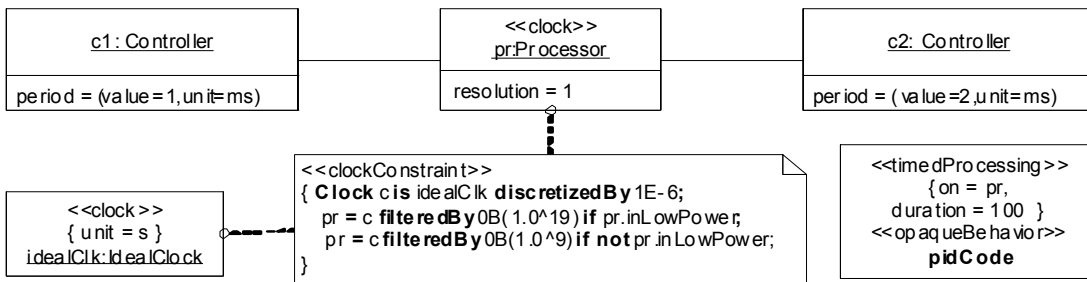 c1: Controller
period = (value=1,unit=ms)
<<clock>>
pr:Processor
resolution = 1
c2: Controller
period = ( value=2,unit=ms)
<<clock>>
{ unit = s }
idealClk:IdealClock
<<clockConstraint>>
{ Clock c is idealClk discretizedBy 1E-6;
pr = c filteredBy 0B(1.0^19) if pr.inLowPower;
pr = c filteredBy 0B(1.0^9) if not pr.inLowPower;
}
<<timedProcessing>>
{ on = pr,
duration = 100 }
<<opaqueBehavior>>
pidCode